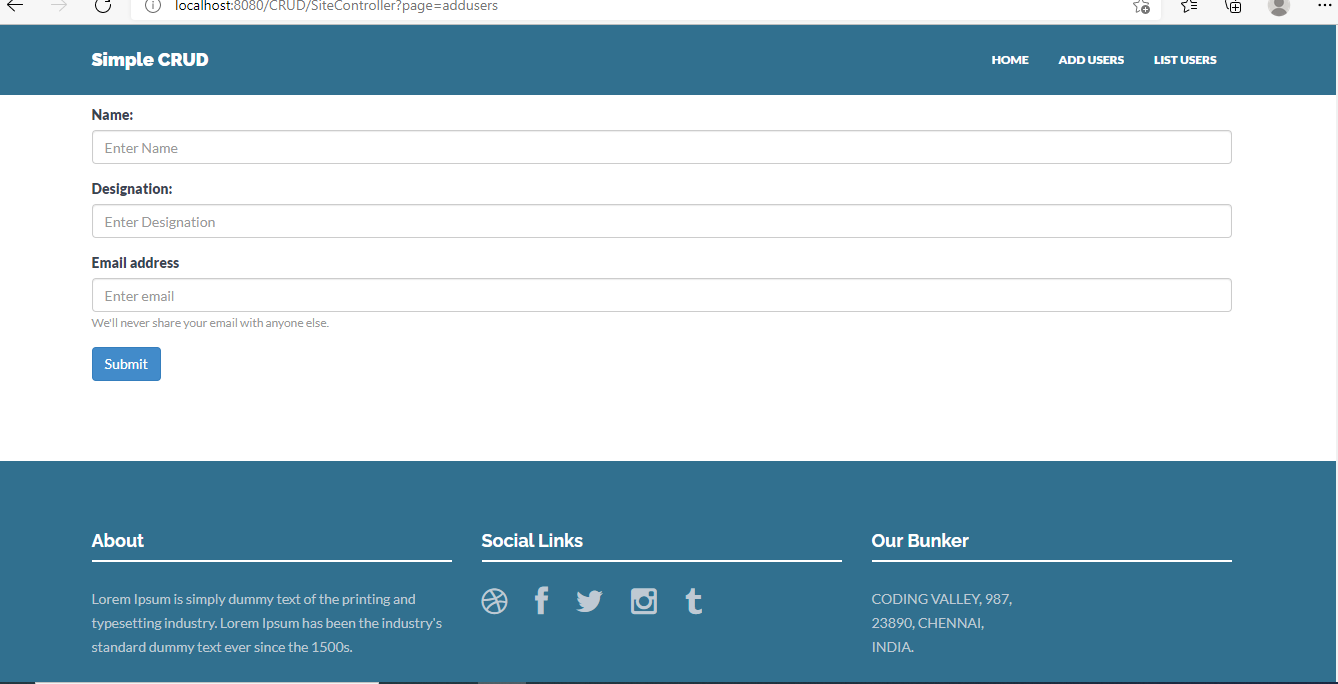 localhost:8080/CRUD/SiteController?page=addusers
Simple CRUD
HOME ADD USERS LIST USERS
Name:
Enter Name
Designation:
Enter Designation
Email address
Enter email
We'll never share your email with anyone else.
Submit
About
Lorem Ipsum is simply dummy text of the printing and
typesetting industry. Lorem Ipsum has been the industry's
standard dummy text ever since the 1500s.
Social Links
Our Bunker
CODING VALLEY, 987,
23890, CHENNAI,
INDIA.